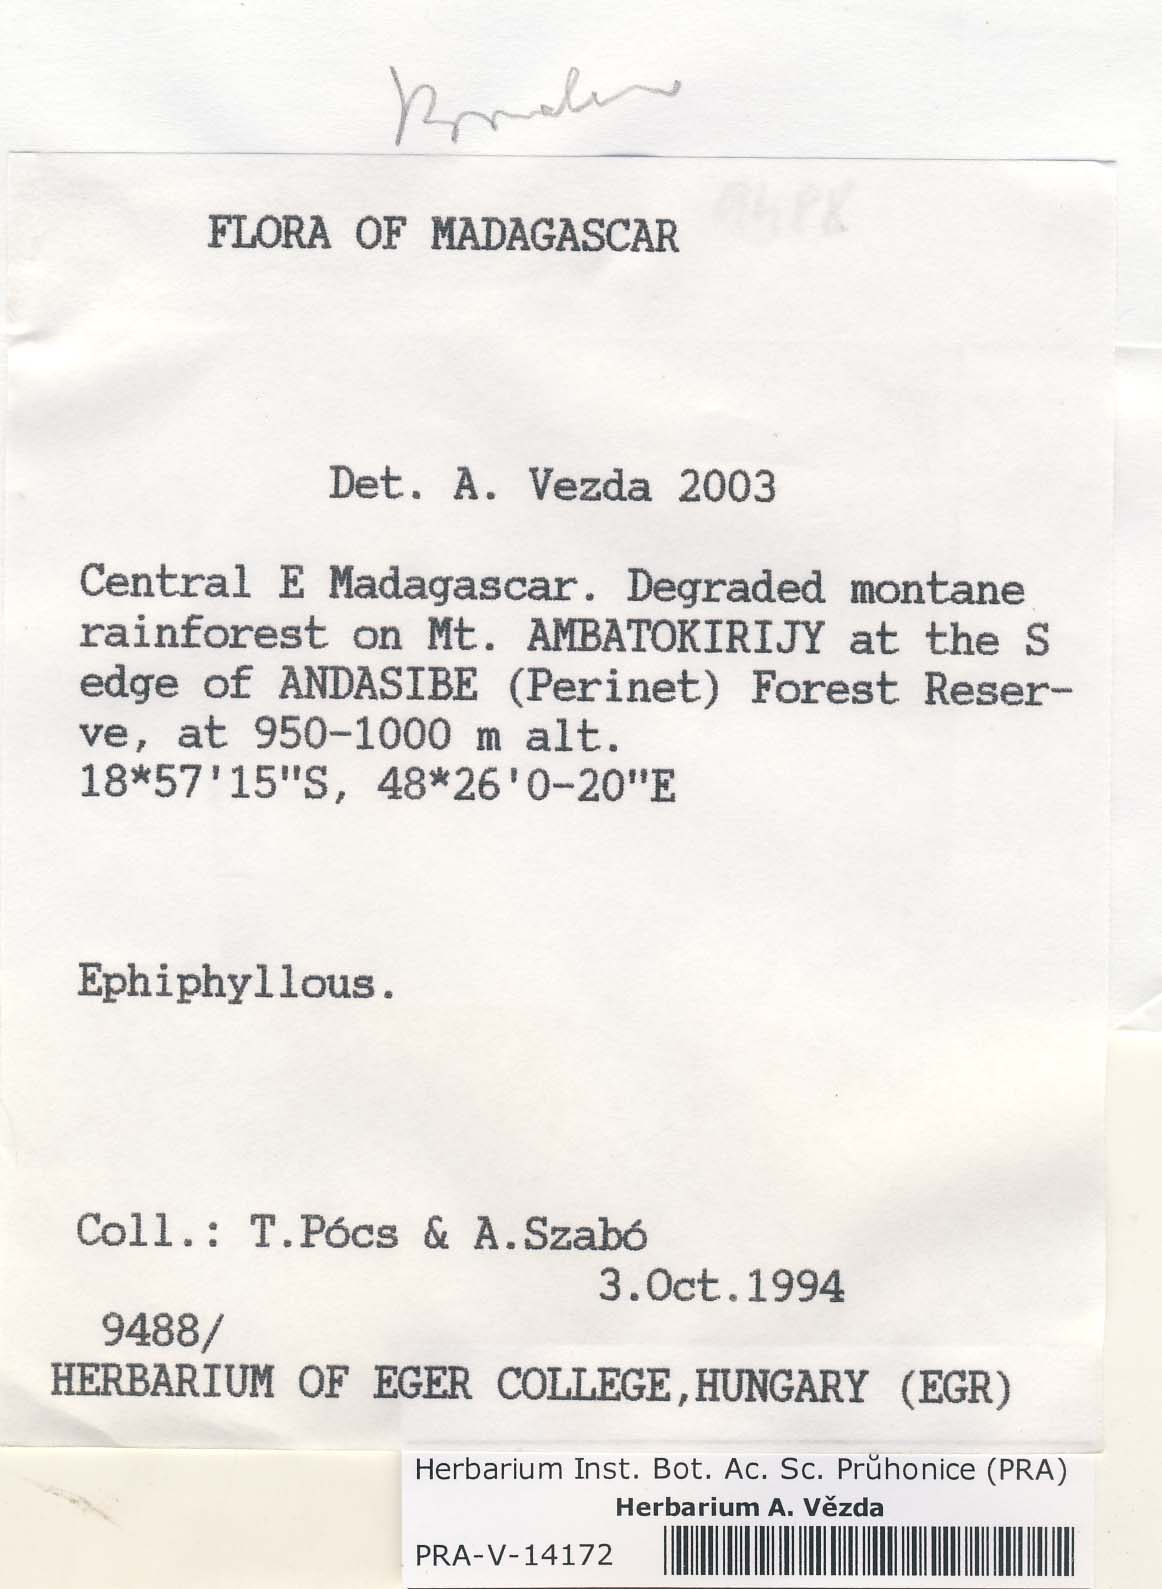 FLORA OF MADAGASCAR
Det. A. Vezda 2003
Central E Madagascar. Degraded montane
rainforest on Mt. AMBATOKIRIJY at the S
edge of ANDASIBE (Perinet) Forest Reser-
ve, at 950-1000 m alt.
18*57'15"S, 48*26'0-20"E
Ephiphyllous.
Coll.: T.Pócs & A.Szabó
3.Oct.1994
9488/
HERBARIUM OF EGER COLLEGE,HUNGARY (EGR)
Herbarium Inst. Bot. Ac. Sc. Průhonice (PRA)
Herbarium A. Vězda
PRA-V-14172